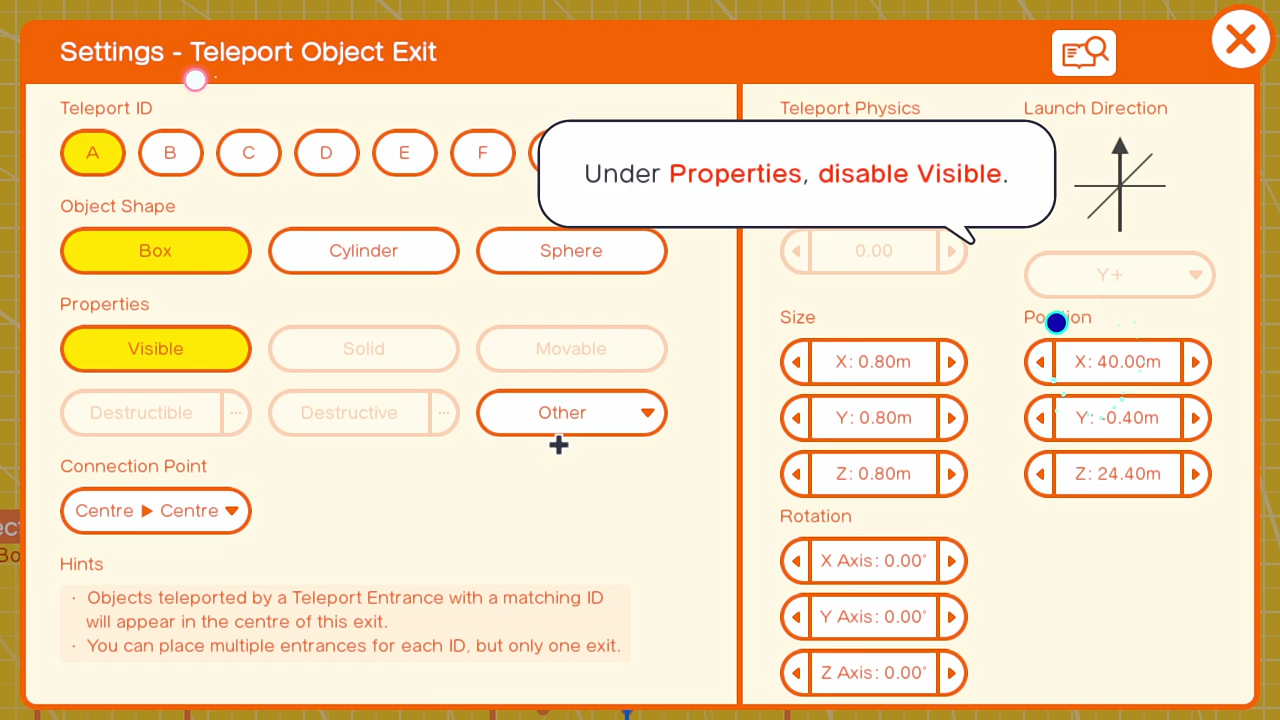 Settings - Teleport Object Exit
Teleport ID
A B C D E F
Object Shape
Box Cylinder Sphere
Properties
Visible Solid Movable
Destructible ... Destructive ... Other
Connection Point
Centre ▶ Centre
Hints
· Objects teleported by a Teleport Entrance with a matching ID
will appear in the centre of this exit.
· You can place multiple entrances for each ID, but only one exit.
Teleport Physics
Under Properties, disable Visible.
0.00
Size
X: 0.80m
Y: 0.80m
Z: 0.80m
Rotation
X Axis: 0.00°
Y Axis: 0.00°
Z Axis: 0.00°
Launch Direction
Y+
Position
X: 40.00m
Y: -0.40m
Z: 24.40m